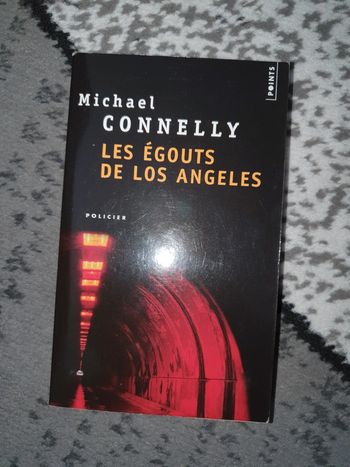 POINTS
Michael
CONNELLY
LES ÉGOUTS
DE LOS ANGELES
POLICIER